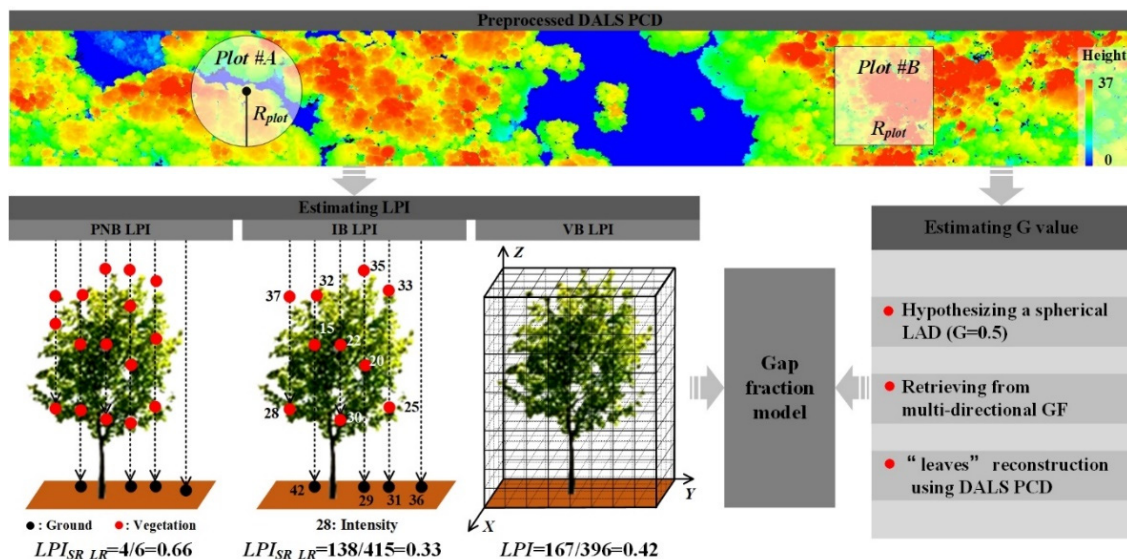 Preprocessed DALS PCD
Plot #A
R_plot
Plot #B
R_plot
Height
37
0
Estimating LPI
PNB LPI
IB LPI
VB LPI
35
32
33
37
15
22
20
28
30
25
42
29
31
36
Z
Y
X
● : Ground ● : Vegetation
28: Intensity
LPI_SR_LR=4/6=0.66
LPI_SR_LR=138/415=0.33
LPI=167/396=0.42
Gap
fraction
model
Estimating G value
● Hypothesizing a spherical
LAD (G=0.5)
● Retrieving from
multi-directional GF
● “leaves” reconstruction
using DALS PCD